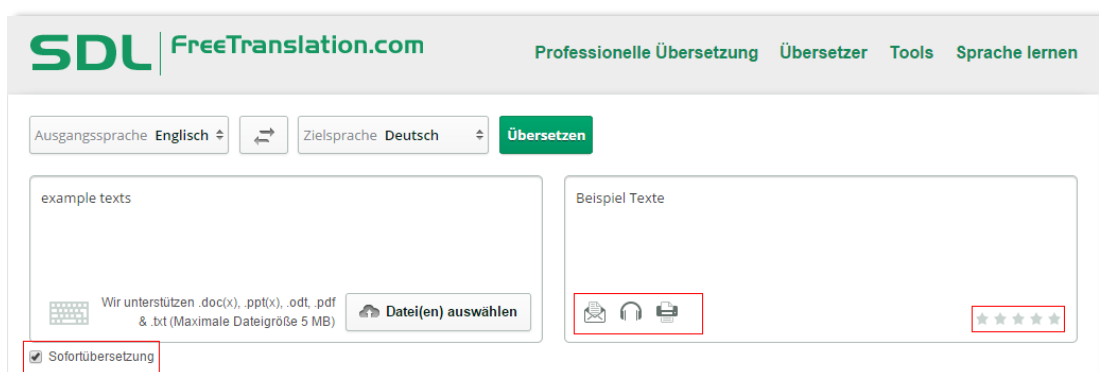 SDL FreeTranslation.com
Professionelle Übersetzung Übersetzer Tools Sprache lernen
Ausgangssprache Englisch Zielsprache Deutsch Übersetzen
example texts
Beispiel Texte
Wir unterstützen .doc(x), .ppt(x), .odt, .pdf
& .txt (Maximale Dateigröße 5 MB)
Datei(en) auswählen
Sofortübersetzung